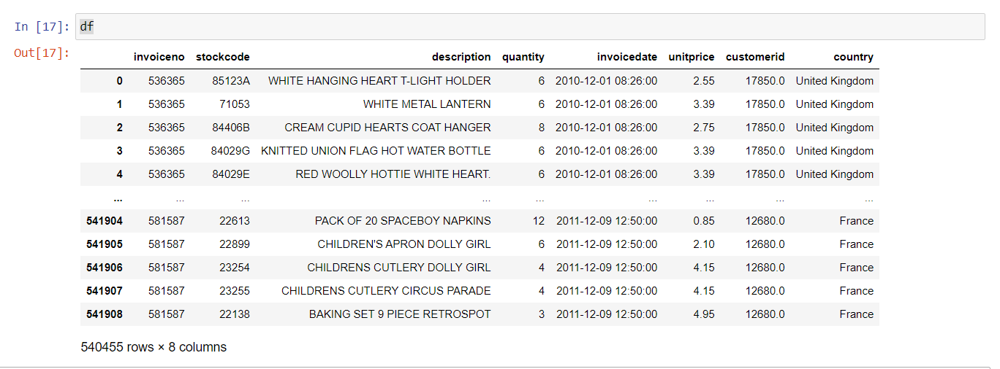 In [17]: df
Out[17]:
invoiceno stockcode description quantity invoicedate unitprice customerid country
0 536365 85123A WHITE HANGING HEART T-LIGHT HOLDER 6 2010-12-01 08:26:00 2.55 17850.0 United Kingdom
1 536365 71053 WHITE METAL LANTERN 6 2010-12-01 08:26:00 3.39 17850.0 United Kingdom
2 536365 84406B CREAM CUPID HEARTS COAT HANGER 8 2010-12-01 08:26:00 2.75 17850.0 United Kingdom
3 536365 84029G KNITTED UNION FLAG HOT WATER BOTTLE 6 2010-12-01 08:26:00 3.39 17850.0 United Kingdom
4 536365 84029E RED WOOLLY HOTTIE WHITE HEART. 6 2010-12-01 08:26:00 3.39 17850.0 United Kingdom
... ... ... ... ... ... ... ... ...
541904 581587 22613 PACK OF 20 SPACEBOY NAPKINS 12 2011-12-09 12:50:00 0.85 12680.0 France
541905 581587 22899 CHILDREN'S APRON DOLLY GIRL 6 2011-12-09 12:50:00 2.10 12680.0 France
541906 581587 23254 CHILDRENS CUTLERY DOLLY GIRL 4 2011-12-09 12:50:00 4.15 12680.0 France
541907 581587 23255 CHILDRENS CUTLERY CIRCUS PARADE 4 2011-12-09 12:50:00 4.15 12680.0 France
541908 581587 22138 BAKING SET 9 PIECE RETROSPOT 3 2011-12-09 12:50:00 4.95 12680.0 France
540455 rows × 8 columns